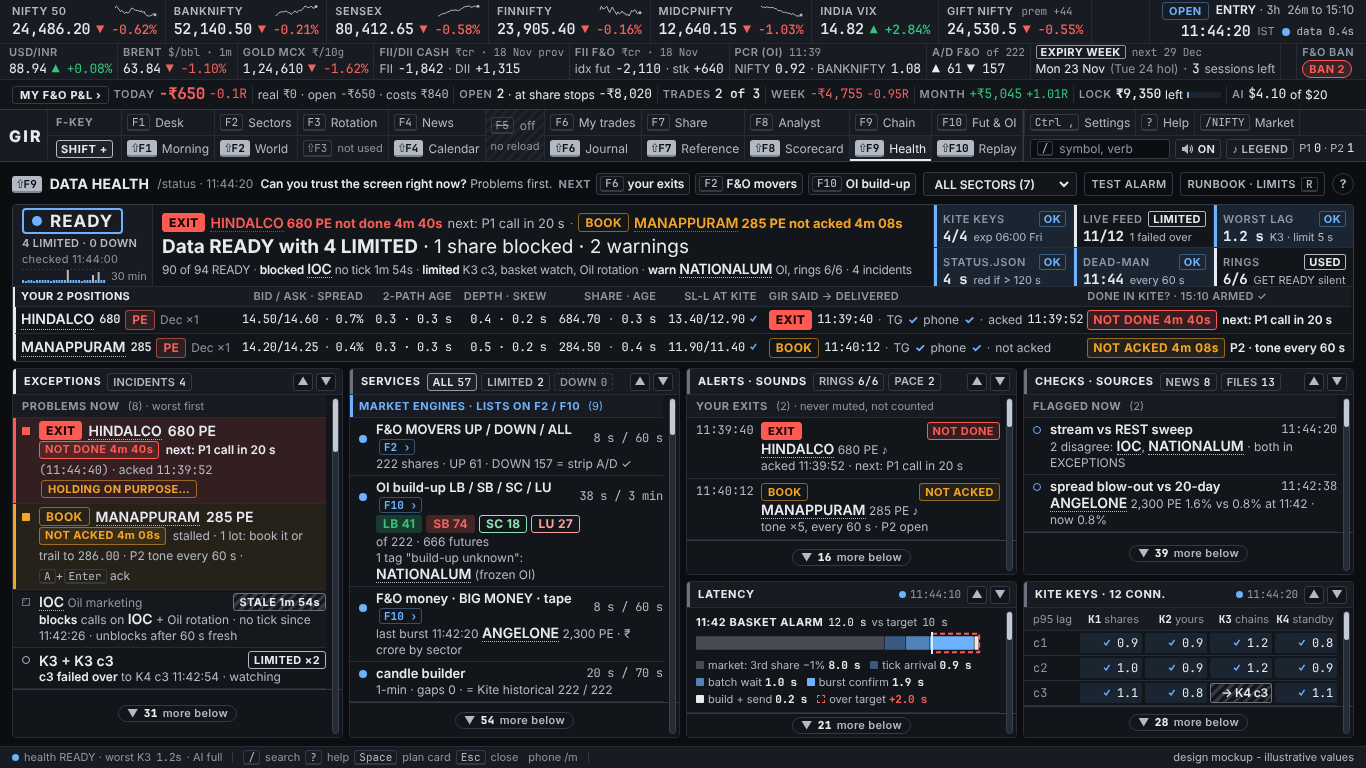 NIFTY 50 BANKNIFTY SENSEX FINNIFTY MIDCPNIFTY INDIA VIX GIFT NIFTY prem +44 OPEN ENTRY · 3h 26m to 15:10
24,486.20 ▼ -0.62% 52,140.50 ▼ -0.21% 80,412.65 ▼ -0.58% 23,905.40 ▼ -0.16% 12,640.15 ▼ -1.03% 14.82 ▲ +2.84% 24,530.5 ▼ -0.55% 11:44:20 IST ● data 0.4s
USD/INR BRENT $/bbl · 1m GOLD MCX ₹/10g FII/DII CASH ₹cr · 18 Nov prov FII F&O ₹cr · 18 Nov PCR (OI) 11:39 A/D F&O of 222 EXPIRY WEEK next 29 Dec F&O BAN
88.94 ▲ +0.08% 63.84 ▼ -1.10% 1,24,610 ▼ -1.62% FII -1,842 · DII +1,315 idx fut -2,110 · stk +640 NIFTY 0.92 · BANKNIFTY 1.08 ▲ 61 ▼ 157 Mon 23 Nov (Tue 24 hol) · 3 sessions left BAN 2
MY F&O P&L › TODAY -₹650 -0.1R real ₹0 · open -₹650 · costs ₹840 OPEN 2 · at share stops -₹8,020 TRADES 2 of 3 WEEK -₹4,755 -0.95R MONTH +₹5,045 +1.01R LOCK ₹9,350 left AI $4.10 of $20
GIR F-KEY F1 Desk F2 Sectors F3 Rotation F4 News F5 off F6 My trades F7 Share F8 Analyst F9 Chain F10 Fut & OI Ctrl , Settings ? Help /NIFTY Market
SHIFT + ⇧F1 Morning ⇧F2 World ⇧F3 not used ⇧F4 Calendar no reload ⇧F6 Journal ⇧F7 Reference ⇧F8 Scorecard ⇧F9 Health ⇧F10 Replay / symbol, verb ON ♪ LEGEND P1 0 · P2 1
⇧F9 DATA HEALTH /status · 11:44:20 Can you trust the screen right now? Problems first. NEXT F6 your exits F2 F&O movers F10 OI build-up ALL SECTORS (7) TEST ALARM RUNBOOK · LIMITS R ?
● READY
4 LIMITED · 0 DOWN
checked 11:44:00
30 min
EXIT HINDALCO 680 PE not done 4m 40s next: P1 call in 20 s · BOOK MANAPPURAM 285 PE not acked 4m 08s
Data READY with 4 LIMITED · 1 share blocked · 2 warnings
90 of 94 READY · blocked IOC no tick 1m 54s · limited K3 c3, basket watch, Oil rotation · warn NATIONALUM OI, rings 6/6 · 4 incidents
KITE KEYS OK LIVE FEED LIMITED WORST LAG OK
4/4 exp 06:00 Fri 11/12 1 failed over 1.2 s K3 · limit 5 s
STATUS.JSON OK DEAD-MAN OK RINGS USED
4 s red if > 120 s 11:44 every 60 s 6/6 GET READY silent
YOUR 2 POSITIONS BID / ASK · SPREAD 2-PATH AGE DEPTH · SKEW SHARE · AGE SL-L AT KITE GIR SAID → DELIVERED DONE IN KITE? · 15:10 ARMED ✓
HINDALCO 680 PE Dec ×1 14.50/14.60 · 0.7% 0.3 · 0.3 s 0.4 · 0.2 s 684.70 · 0.3 s 13.40/12.90 ✓ EXIT 11:39:40 · TG ✓ phone ✓ · acked 11:39:52 NOT DONE 4m 40s next: P1 call in 20 s
MANAPPURAM 285 PE Dec ×1 14.20/14.25 · 0.4% 0.3 · 0.3 s 0.5 · 0.2 s 284.50 · 0.4 s 11.90/11.40 ✓ BOOK 11:40:12 · TG ✓ phone ✓ · not acked NOT ACKED 4m 08s P2 · tone every 60 s
EXCEPTIONS INCIDENTS 4 ▲ ▼
PROBLEMS NOW (8) · worst first
EXIT HINDALCO 680 PE
NOT DONE 4m 40s next: P1 call in 20 s
(11:44:40) · acked 11:39:52
HOLDING ON PURPOSE…
BOOK MANAPPURAM 285 PE
NOT ACKED 4m 08s stalled · 1 lot: book it or
trail to 286.00 · P2 tone every 60 s ·
A + Enter ack
IOC Oil marketing STALE 1m 54s
blocks calls on IOC + Oil rotation · no tick since
11:42:26 · unblocks after 60 s fresh
K3 + K3 c3 LIMITED ×2
c3 failed over to K4 c3 11:42:54 · watching
▼ 31 more below
SERVICES ALL 57 LIMITED 2 DOWN 0 ▲ ▼
MARKET ENGINES · LISTS ON F2 / F10 (9)
F&O MOVERS UP / DOWN / ALL 8 s / 60 s
F2 ›
222 shares · UP 61 · DOWN 157 = strip A/D ✓
OI build-up LB / SB / SC / LU 38 s / 3 min
F10 ›
LB 41 SB 74 SC 18 LU 27
of 222 · 666 futures
1 tag "build-up unknown":
NATIONALUM (frozen OI)
F&O money · BIG MONEY · tape 8 s / 60 s
F10 ›
last burst 11:42:20 ANGELONE 2,300 PE · ₹
crore by sector
candle builder 20 s / 70 s
1-min · gaps 0 · = Kite historical 222 / 222
▼ 54 more below
ALERTS · SOUNDS RINGS 6/6 PACE 2 ▲ ▼
YOUR EXITS (2) · never muted, not counted
11:39:40 EXIT NOT DONE
HINDALCO 680 PE ♪
acked 11:39:52 · next: P1 call in 20 s
11:40:12 BOOK NOT ACKED
MANAPPURAM 285 PE ♪
tone ×5, every 60 s · P2 open
▼ 16 more below
LATENCY ● 11:44:10 ▲ ▼
11:42 BASKET ALARM 12.0 s vs target 10 s
market: 3rd share −1% 8.0 s tick arrival 0.9 s
batch wait 1.0 s burst confirm 1.9 s
build + send 0.2 s over target +2.0 s
▼ 21 more below
CHECKS · SOURCES NEWS 8 FILES 13 ▲ ▼
FLAGGED NOW (2)
stream vs REST sweep 11:44:20
2 disagree: IOC, NATIONALUM · both in
EXCEPTIONS
spread blow-out vs 20-day 11:42:38
ANGELONE 2,300 PE 1.6% vs 0.8% at 11:42 ·
now 0.8%
▼ 39 more below
KITE KEYS · 12 CONN. ● 11:44:20 ▲ ▼
p95 lag K1 shares K2 yours K3 chains K4 standby
c1 ✓ 0.9 ✓ 0.9 ✓ 1.2 ✓ 0.8
c2 ✓ 1.0 ✓ 0.9 ✓ 1.2 ✓ 0.9
c3 ✓ 1.1 ✓ 0.8 → K4 c3 ✓ 1.1
▼ 28 more below
● health READY · worst K3 1.2s · AI full / search ? help Space plan card Esc close phone /m design mockup - illustrative values